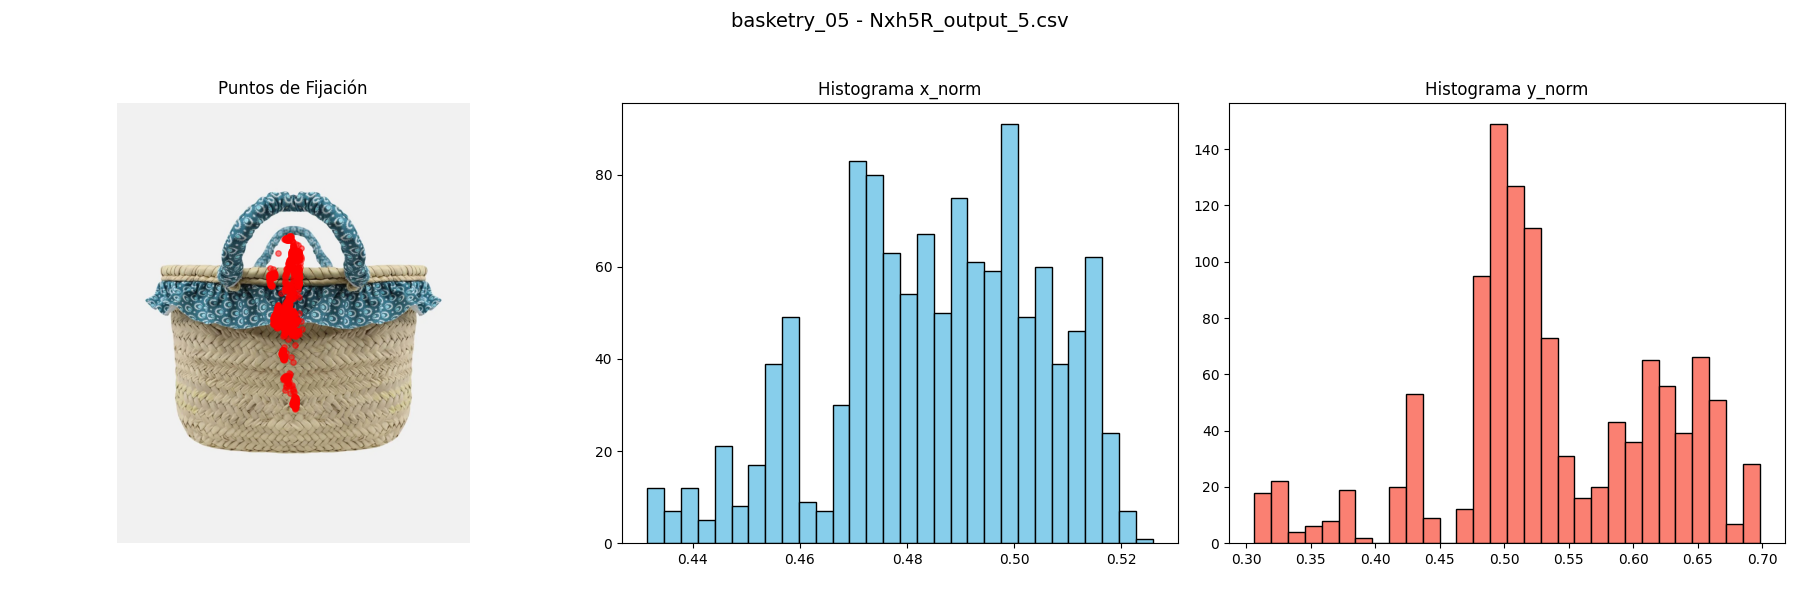 basketry_05 - Nxh5R_output_5.csv
Puntos de Fijación
Histograma x_norm
Histograma y_norm
80
60
40
20
0
0.44 0.46 0.48 0.50 0.52
140
120
100
80
60
40
20
0
0.30 0.35 0.40 0.45 0.50 0.55 0.60 0.65 0.70